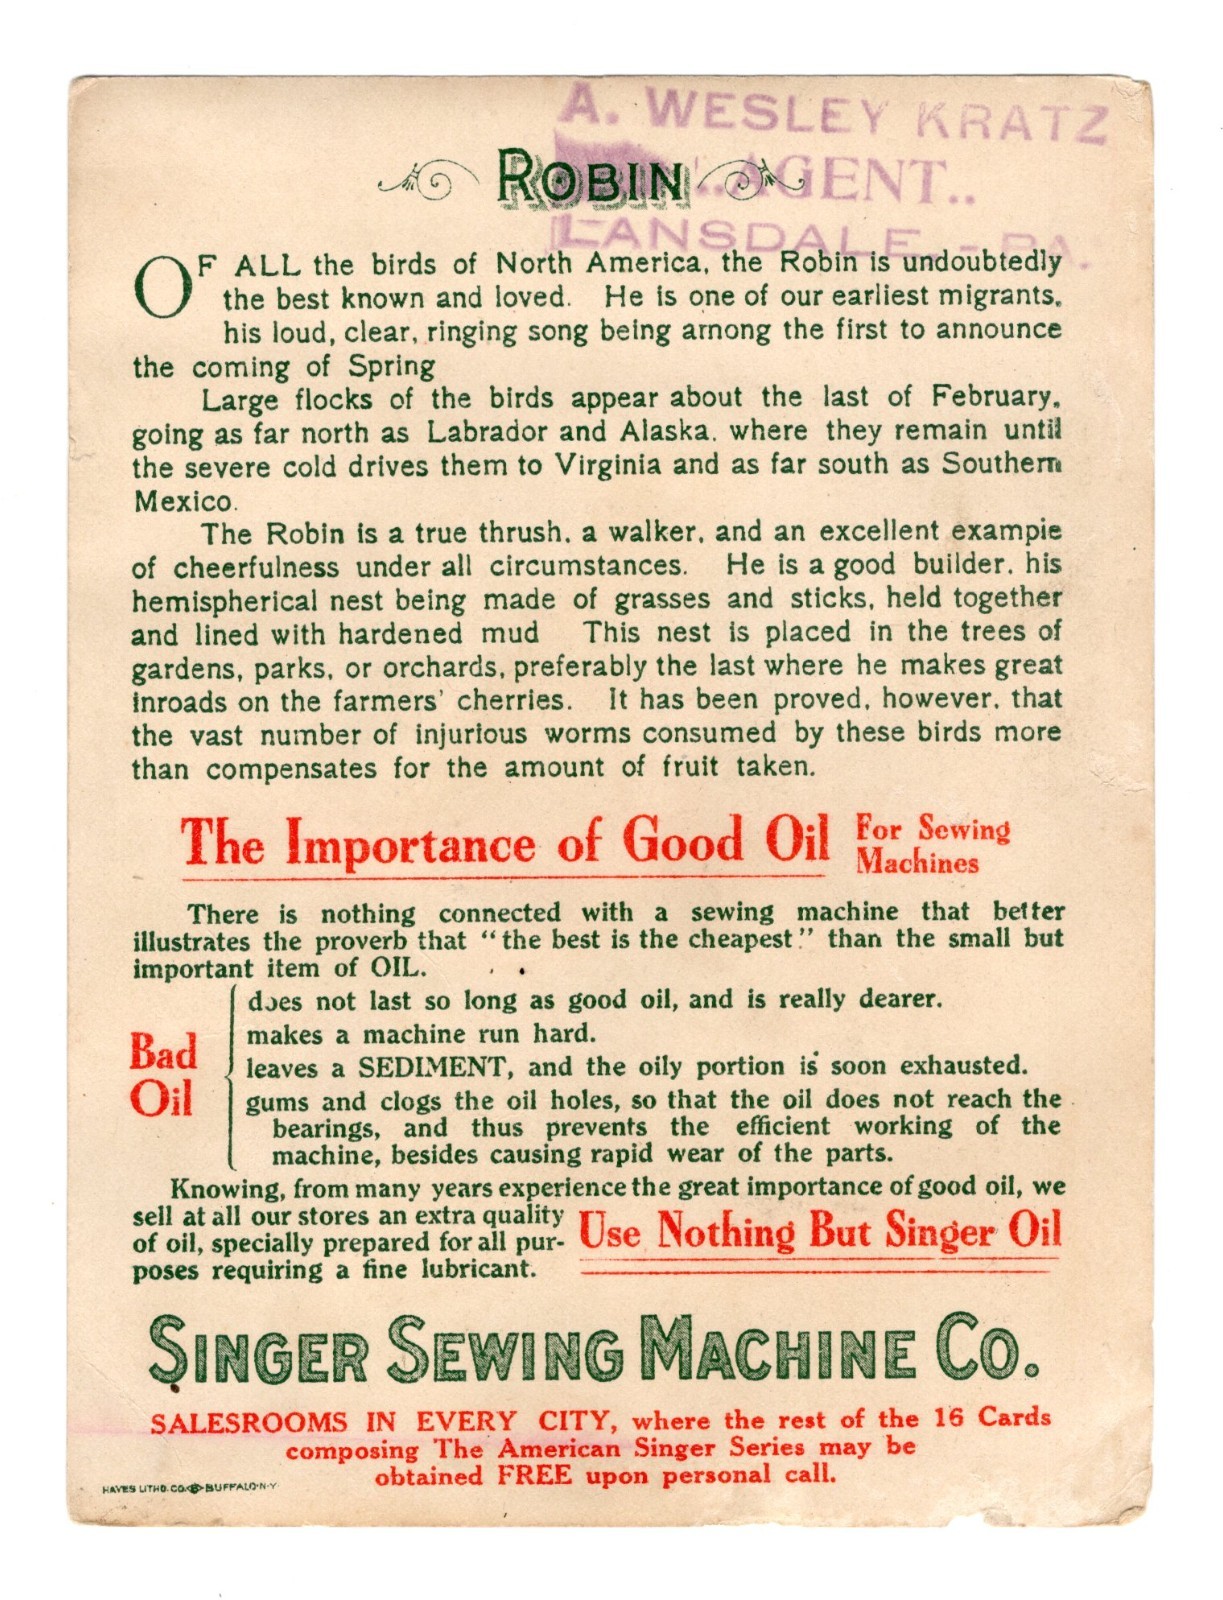 A. WESLEY KRATZ
..AGENT..
LANSDALE - PA.
ROBIN
OF ALL the birds of North America, the Robin is undoubtedly
the best known and loved. He is one of our earliest migrants,
his loud, clear, ringing song being among the first to announce
the coming of Spring
Large flocks of the birds appear about the last of February,
going as far north as Labrador and Alaska, where they remain until
the severe cold drives them to Virginia and as far south as Southern
Mexico.
The Robin is a true thrush, a walker, and an excellent example
of cheerfulness under all circumstances. He is a good builder, his
hemispherical nest being made of grasses and sticks, held together
and lined with hardened mud This nest is placed in the trees of
gardens, parks, or orchards, preferably the last where he makes great
inroads on the farmers' cherries. It has been proved, however, that
the vast number of injurious worms consumed by these birds more
than compensates for the amount of fruit taken.
The Importance of Good Oil For Sewing
Machines
There is nothing connected with a sewing machine that better
illustrates the proverb that "the best is the cheapest" than the small but
important item of OIL.
Bad
Oil
does not last so long as good oil, and is really dearer.
makes a machine run hard.
leaves a SEDIMENT, and the oily portion is soon exhausted.
gums and clogs the oil holes, so that the oil does not reach the
bearings, and thus prevents the efficient working of the
machine, besides causing rapid wear of the parts.
Knowing, from many years experience the great importance of good oil, we
sell at all our stores an extra quality
of oil, specially prepared for all pur-
poses requiring a fine lubricant.
Use Nothing But Singer Oil
SINGER SEWING MACHINE CO.
SALESROOMS IN EVERY CITY, where the rest of the 16 Cards
composing The American Singer Series may be
obtained FREE upon personal call.
HAYES LITHO. CO. BUFFALO·N·Y·